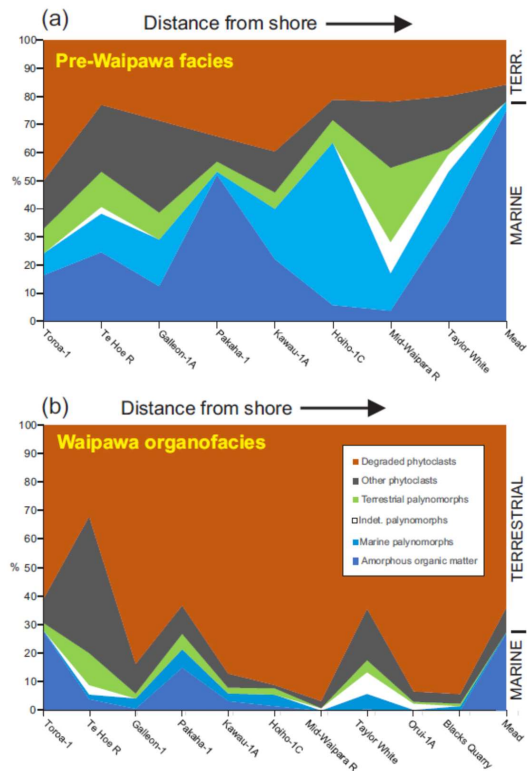 (a) Distance from shore
Pre-Waipawa facies
100
90
80
70
60
%
50
40
30
20
10
0
TERR.
MARINE
Toroa-1
Te Hoe R
Galleon-1A
Pakaha-1
Kawau-1A
Hoiho-1C
Mid-Waipara R
Taylor White
Mead
(b) Distance from shore
Waipawa organofacies
100
90
80
70
60
%
50
40
30
20
10
0
Degraded phytoclasts
Other phytoclasts
Terrestrial palynomorphs
Indet. palynomorphs
Marine palynomorphs
Amorphous organic matter
TERRESTRIAL
MARINE
Toroa-1
Te Hoe R
Galleon-1
Pakaha-1
Kawau-1A
Hoiho-1C
Mid-Waipara R
Taylor White
Orui-1A
Blacks Quarry
Mead